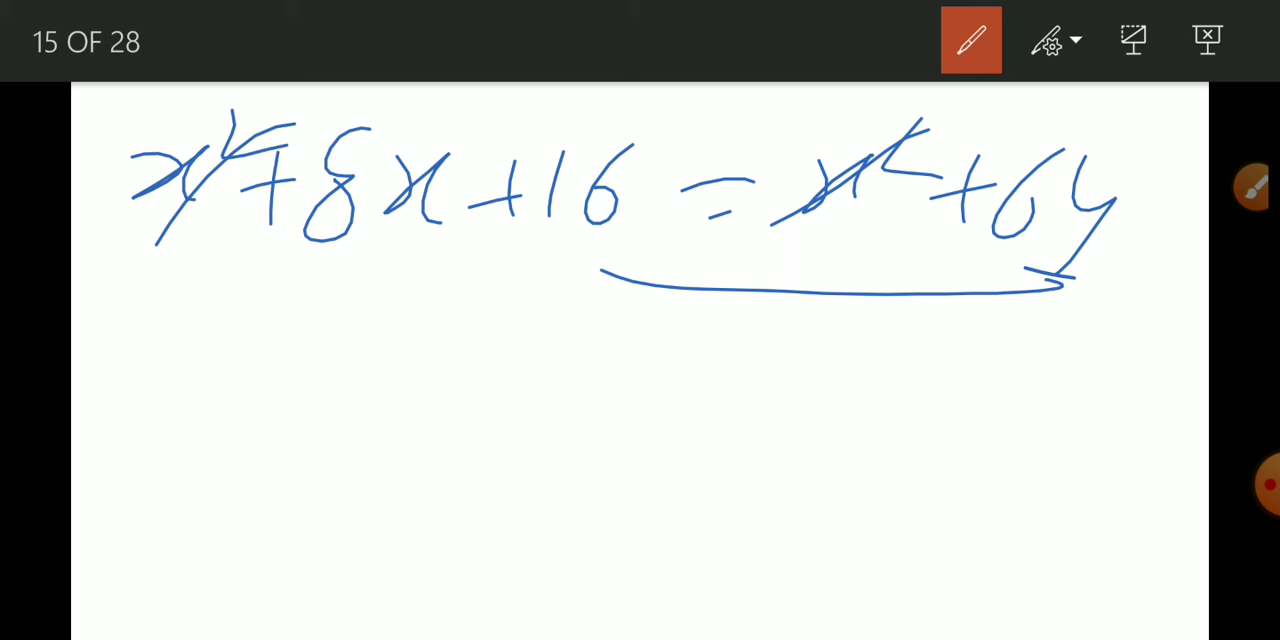 15 OF 28
x² + 8x + 16 = x² + 64